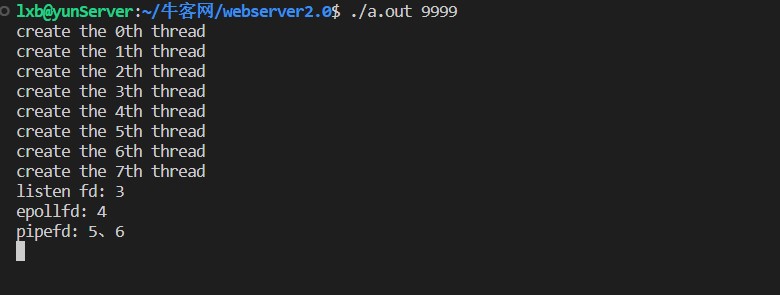 lxb@yunServer:~/牛客网/webserver2.0$ ./a.out 9999
create the 0th thread
create the 1th thread
create the 2th thread
create the 3th thread
create the 4th thread
create the 5th thread
create the 6th thread
create the 7th thread
listen fd: 3
epollfd: 4
pipefd: 5、6